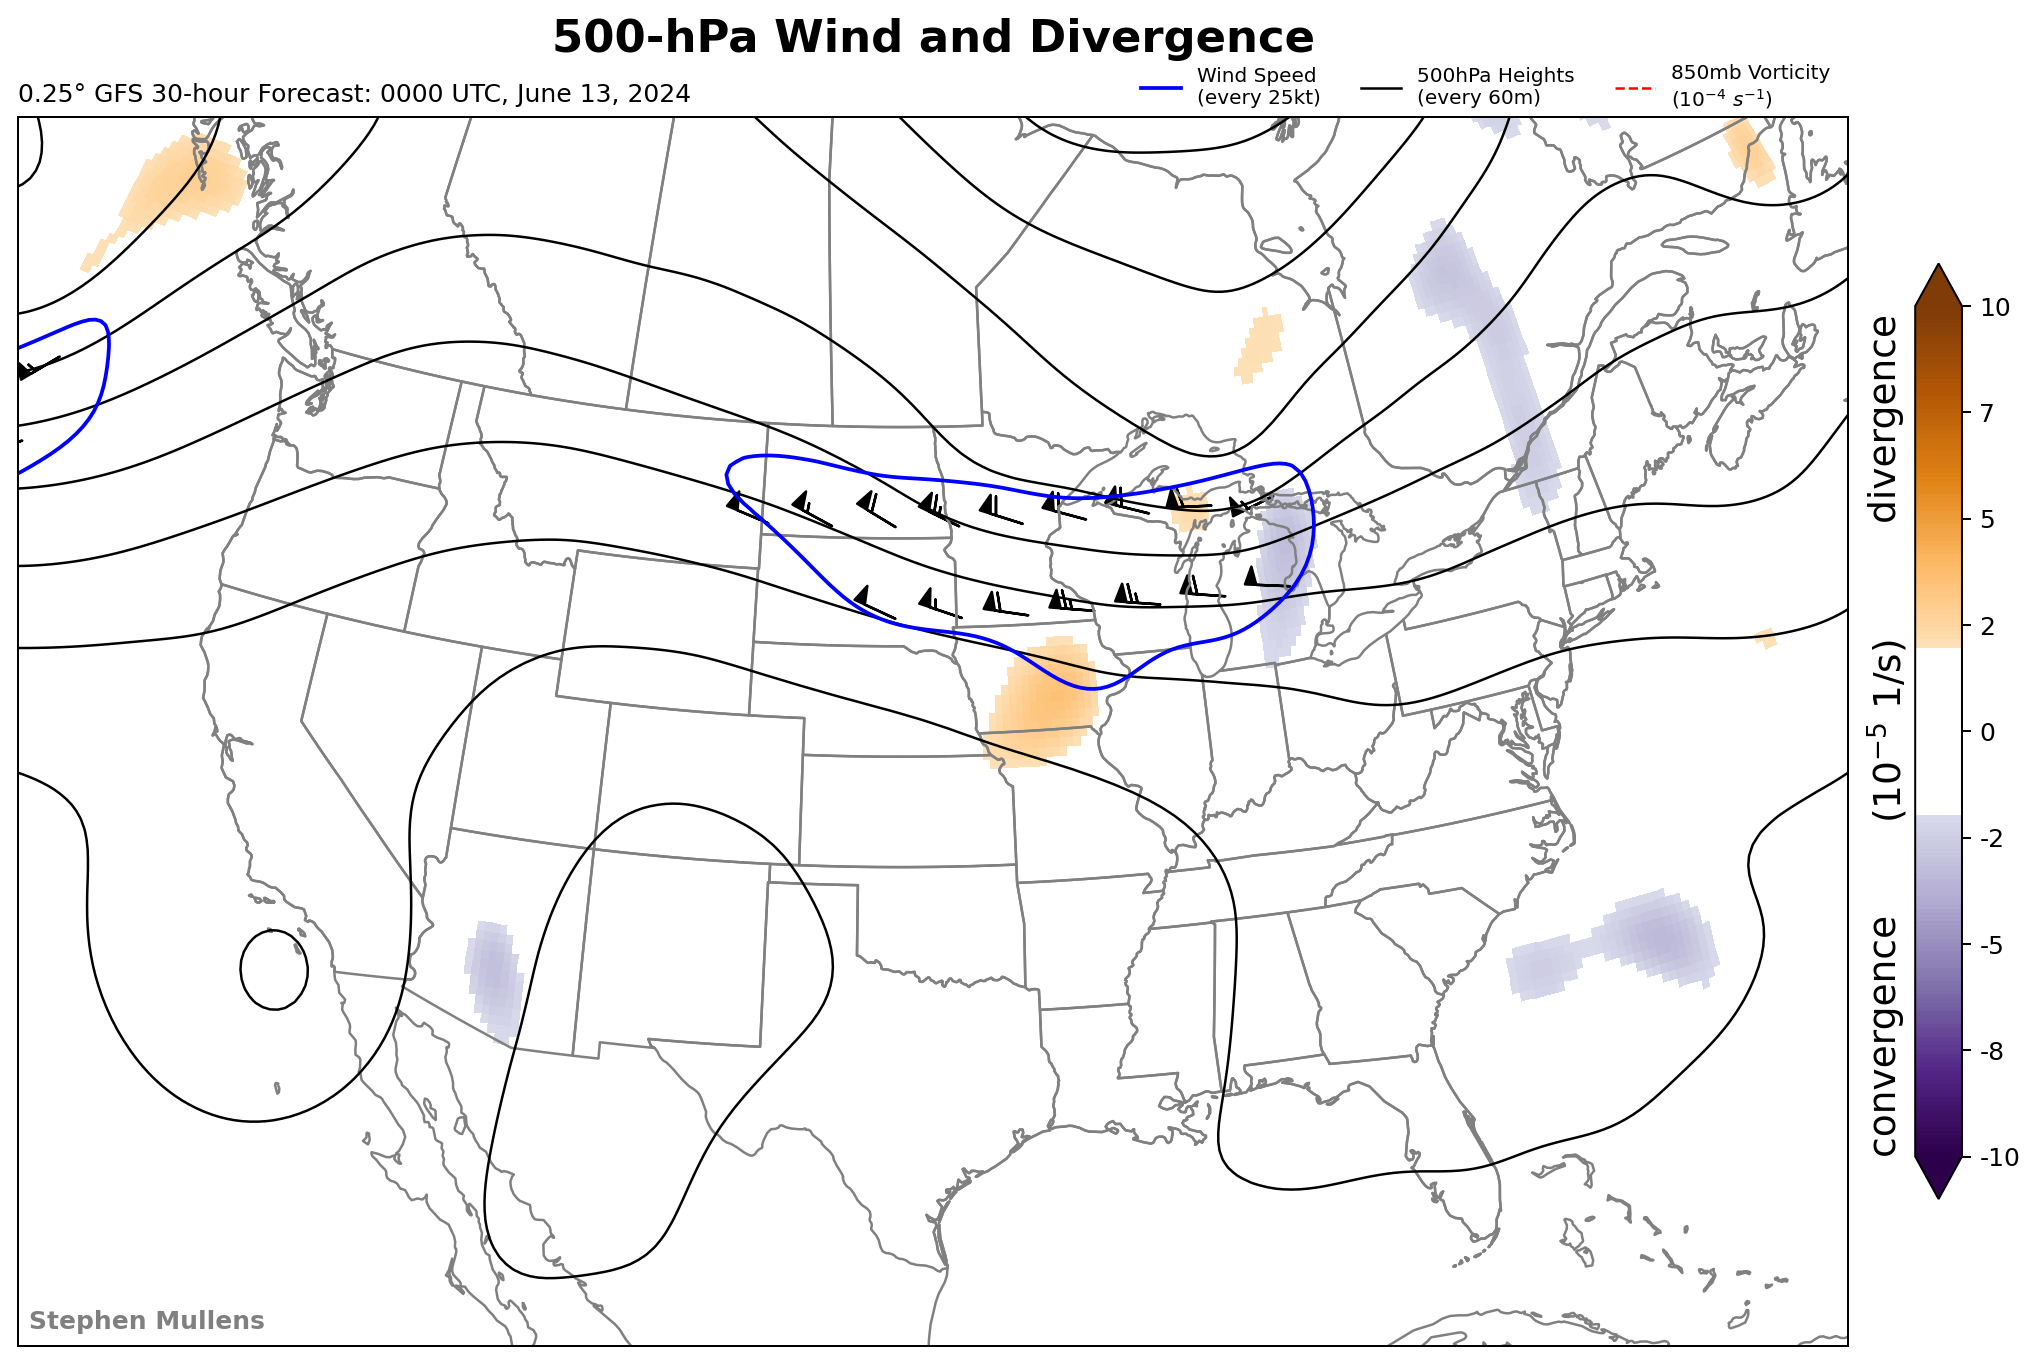 500-hPa Wind and Divergence
0.25° GFS 30-hour Forecast: 0000 UTC, June 13, 2024
Wind Speed
(every 25kt)
500hPa Heights
(every 60m)
850mb Vorticity
(10⁻⁴ s⁻¹)
10
7
5
2
0
-2
-5
-8
-10
convergence (10⁻⁵ 1/s) divergence
Stephen Mullens